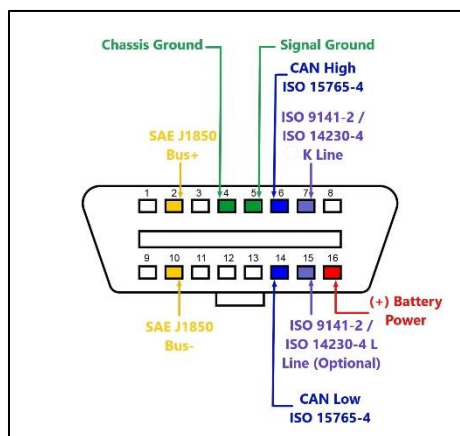 Chassis Ground
Signal Ground
CAN High
ISO 15765-4
SAE J1850
Bus+
ISO 9141-2 /
ISO 14230-4
K Line
1 2 3 4 5 6 7 8
9 10 11 12 13 14 15 16
SAE J1850
Bus-
ISO 9141-2 /
ISO 14230-4 L
Line (Optional)
(+) Battery
Power
CAN Low
ISO 15765-4